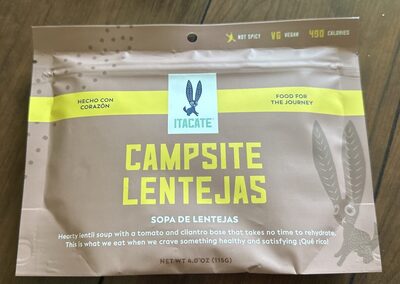 NOT SPICY VG VEGAN 490 CALORIES
HECHO CON
CORAZÓN
ITACATE
FOOD FOR
THE JOURNEY
CAMPSITE
LENTEJAS
SOPA DE LENTEJAS
Hearty lentil soup with a tomato and cilantro base that takes no time to rehydrate.
This is what we eat when we crave something healthy and satisfying ¡Qué rico!
NET WT 4.0 OZ (115G)